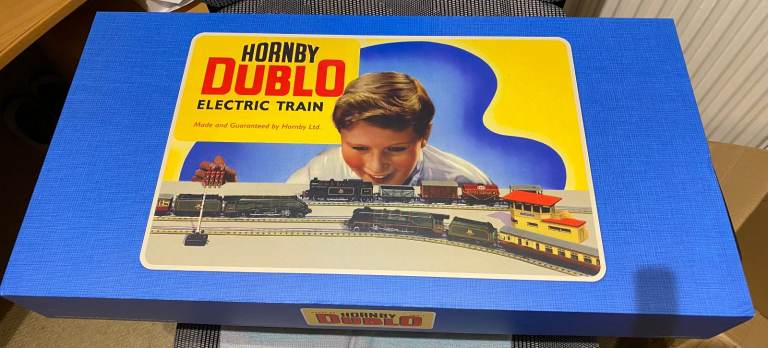 HORNBY
DUBLO
ELECTRIC TRAIN
Made and Guaranteed by Hornby Ltd.
HORNBY
DUBLO